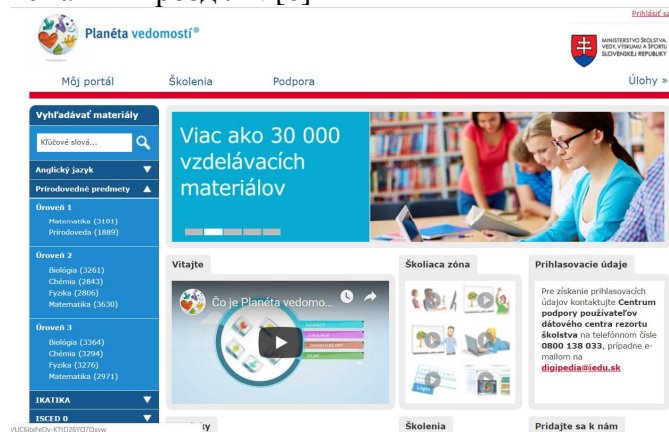 Prihlásiť sa
Planéta vedomostí®
MINISTERSTVO ŠKOLSTVA,
VEDY, VÝSKUMU A ŠPORTU
SLOVENSKEJ REPUBLIKY
Môj portál Školenia Podpora Úlohy »
Vyhľadávať materiály
Kľúčové slová...
Anglický jazyk
Prírodovedné predmety
Úroveň 1
Matematika (3101)
Prírodoveda (1889)
Úroveň 2
Biológia (3261)
Chémia (2843)
Fyzika (2806)
Matematika (3630)
Úroveň 3
Biológia (3364)
Chémia (3294)
Fyzika (3276)
Matematika (2971)
IKATIKA
ISCED 0
Viac ako 30 000
vzdelávacích
materiálov
Vitajte
Čo je Planéta vedomo...
Školiaca zóna
Prihlasovacie údaje
Pre získanie prihlasovacích
údajov kontaktujte Centrum
podpory používateľov
dátového centra rezortu
školstva na telefónnom čísle
0800 138 033, prípadne e-
mailom na
digipedia@iedu.sk
Školenia
Pridajte sa k nám